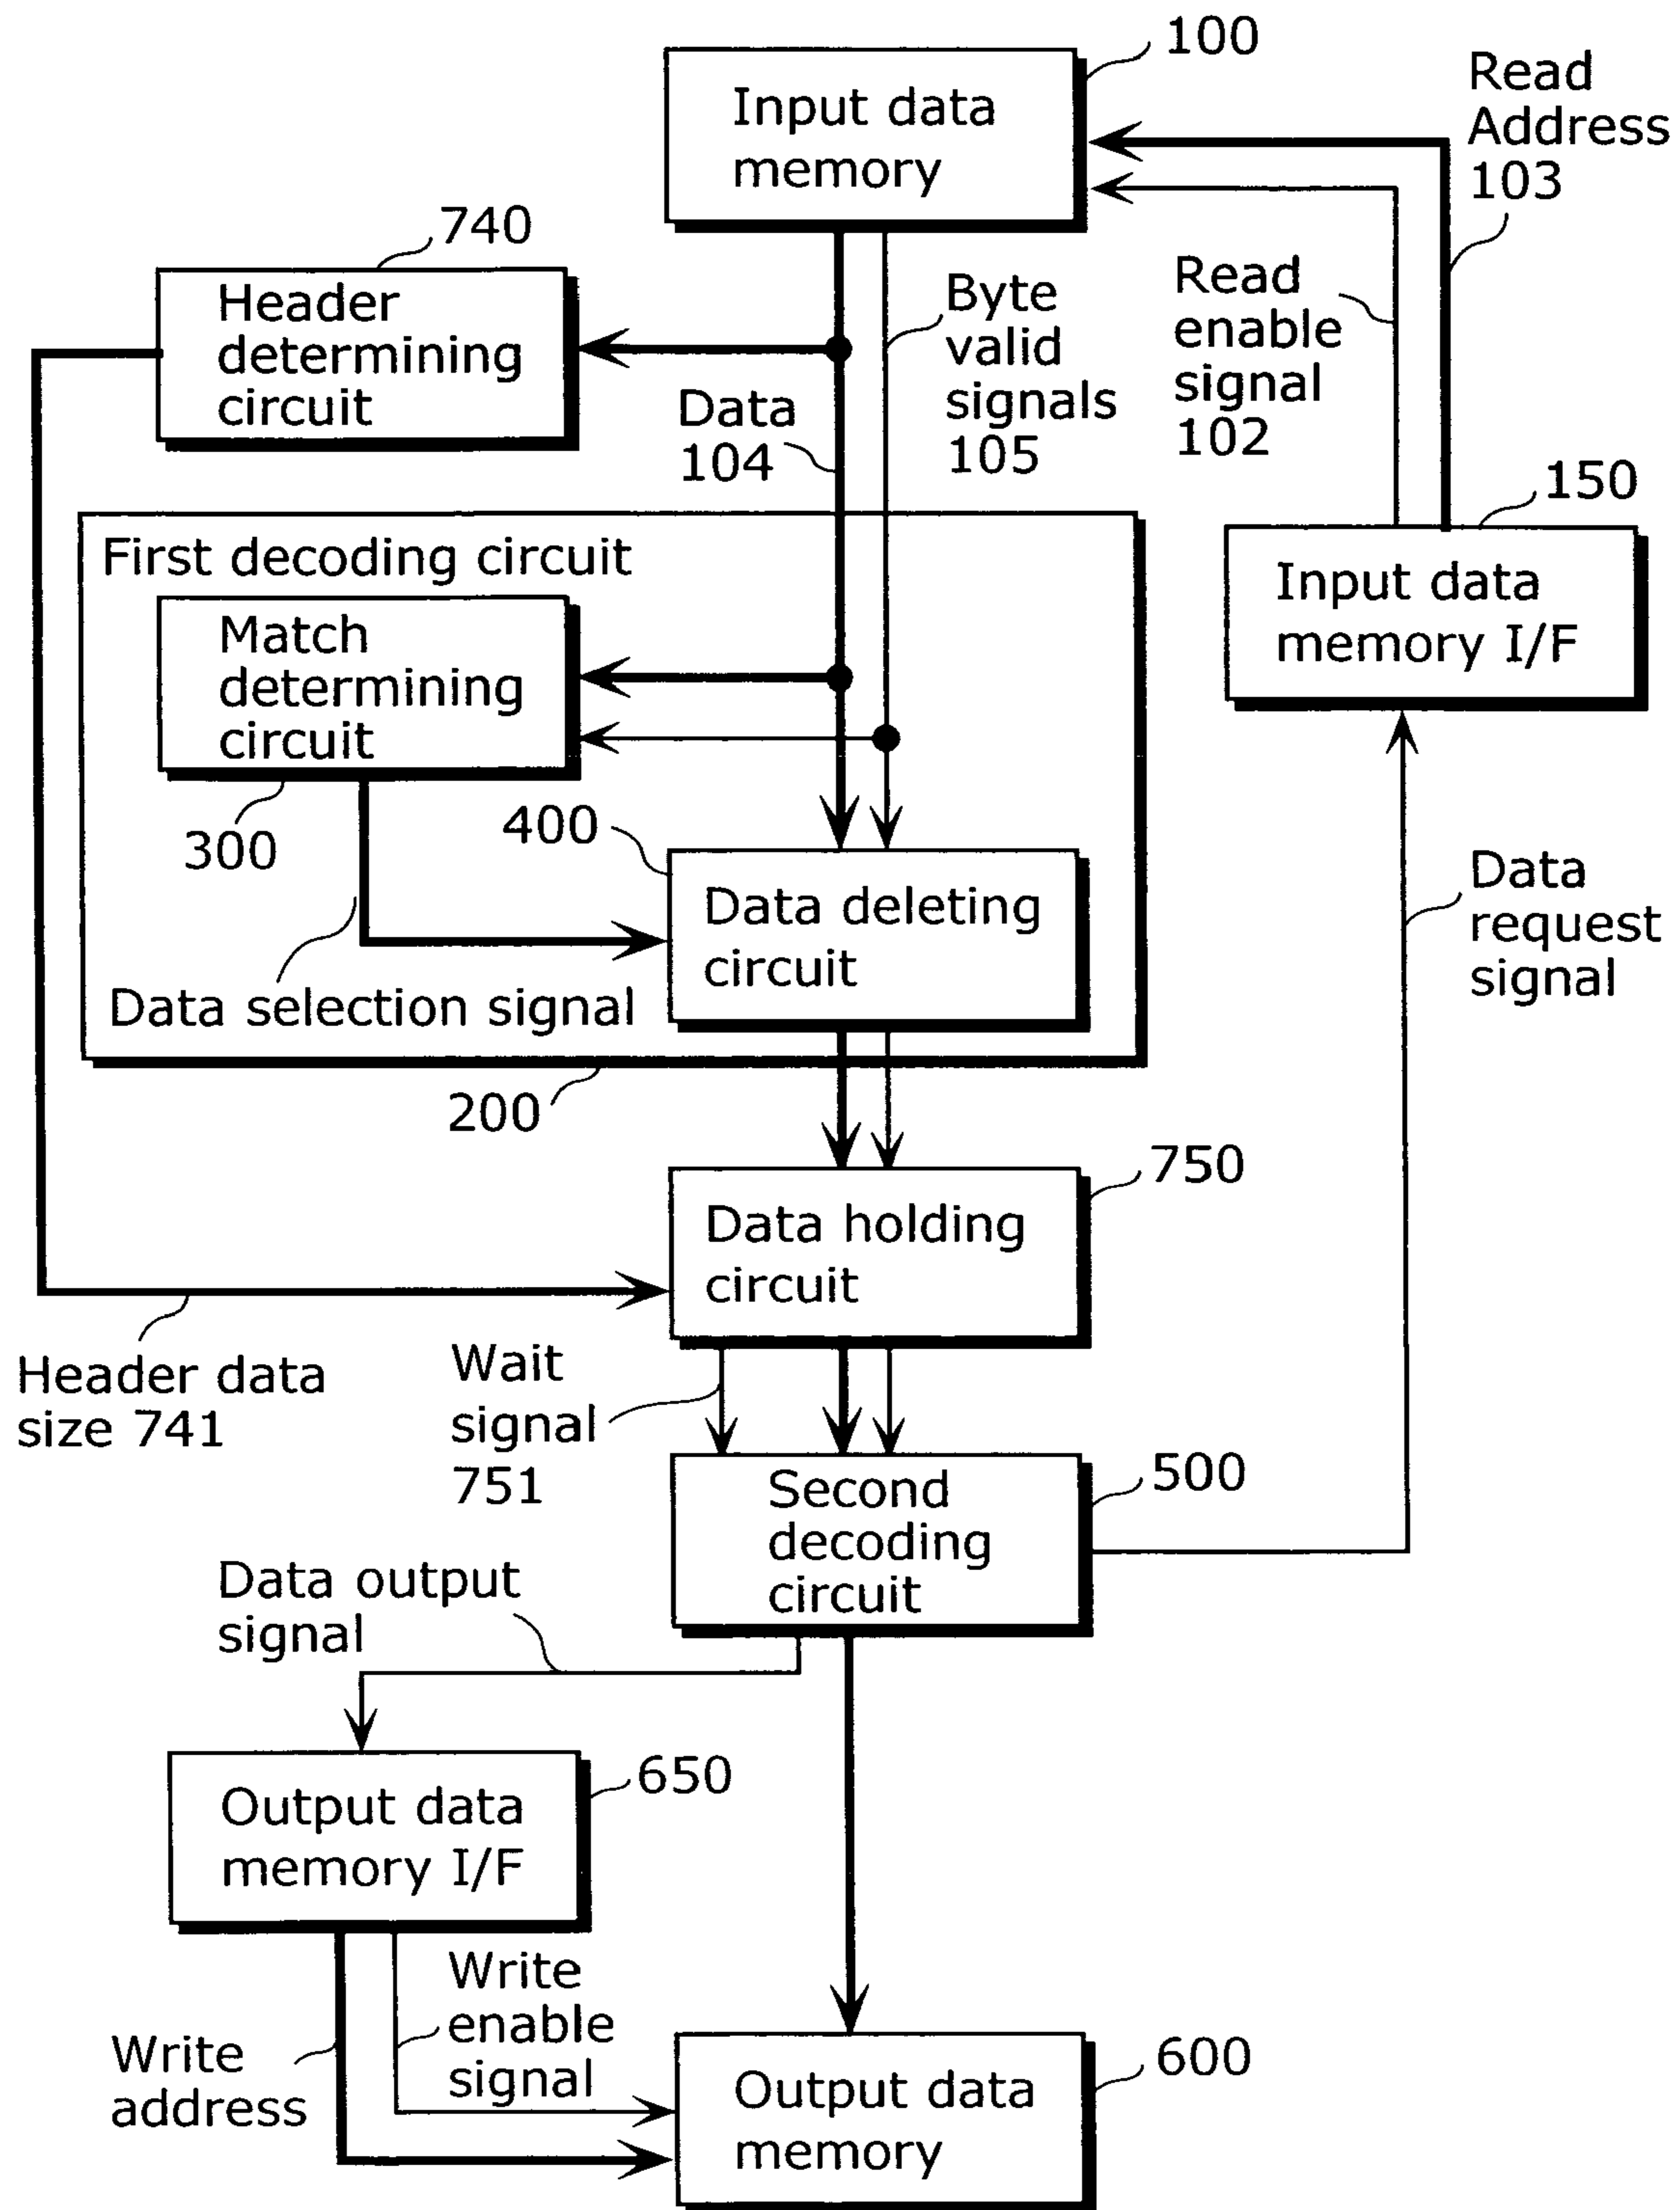 100
Input data
memory
Read
Address
103
740
Header
determining
circuit
Byte
valid
signals
105
Read
enable
signal
102
Data
104
150
Input data
memory I/F
First decoding circuit
Match
determining
circuit
300
400
Data deleting
circuit
Data selection signal
Data
request
signal
200
750
Data holding
circuit
Header data
size 741
Wait
signal
751
500
Second
decoding
circuit
Data output
signal
650
Output data
memory I/F
Write
enable
signal
Write
address
600
Output data
memory